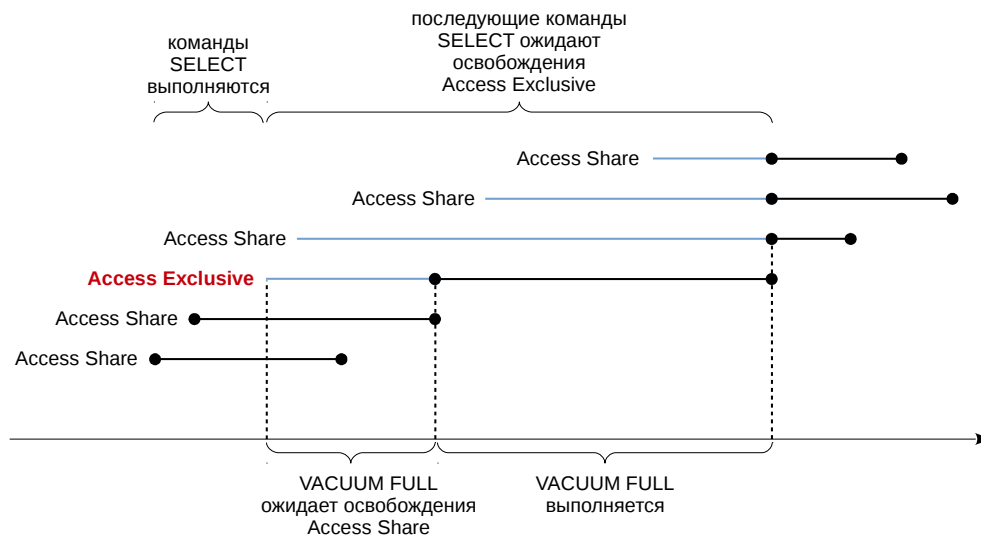 команды
SELECT
выполняются
последующие команды
SELECT ожидают
освобождения
Access Exclusive
Access Share
Access Share
Access Share
Access Exclusive
Access Share
Access Share
VACUUM FULL
ожидает освобождения
Access Share
VACUUM FULL
выполняется